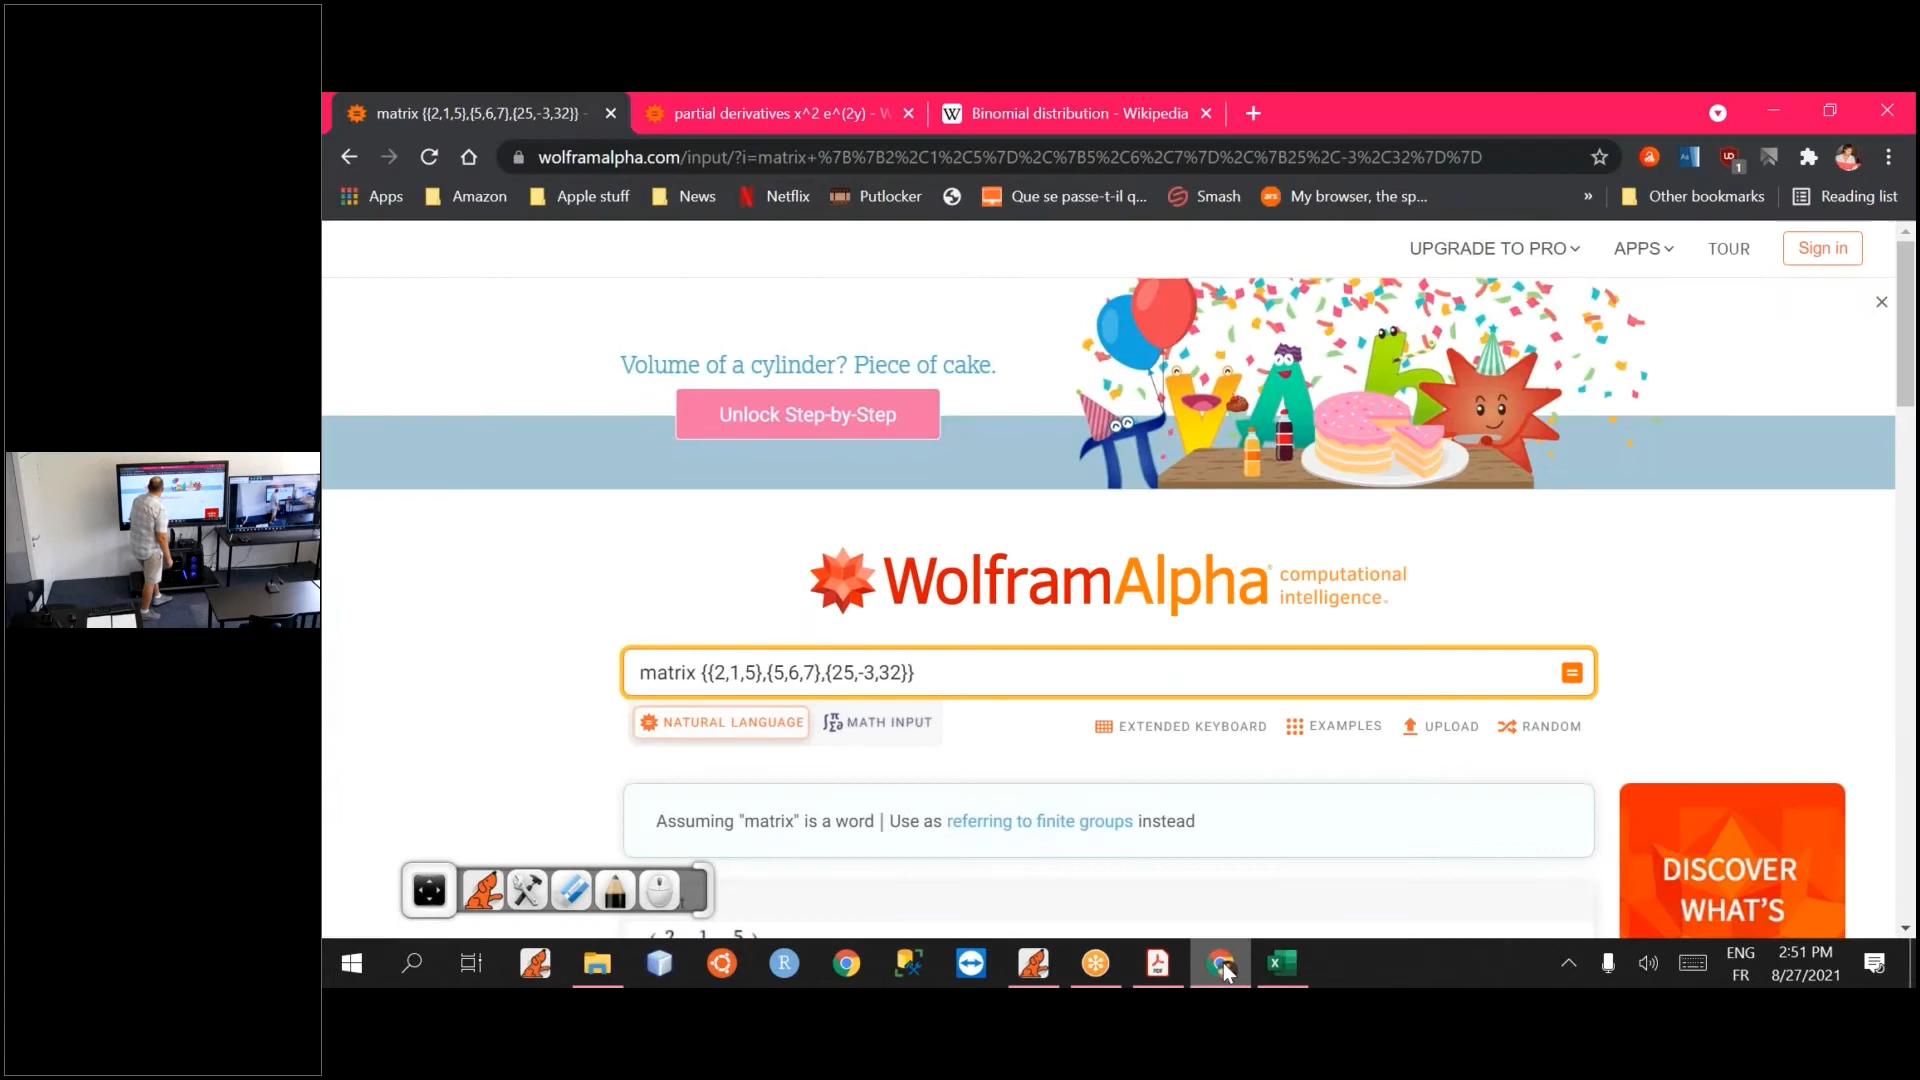 matrix {{2,1,5},{5,6,7},{25,-3,32}} -
partial derivatives x^2 e^(2y) - W
Binomial distribution - Wikipedia
wolframalpha.com/input/?i=matrix+%7B%7B2%2C1%2C5%7D%2C%7B5%2C6%2C7%7D%2C%7B25%2C-3%2C32%7D%7D
Apps
Amazon
Apple stuff
News
Netflix
Putlocker
Que se passe-t-il q...
Smash
My browser, the sp...
»
Other bookmarks
Reading list
UPGRADE TO PRO
APPS
TOUR
Sign in
Volume of a cylinder? Piece of cake.
Unlock Step-by-Step
WolframAlpha computational
intelligence™
matrix {{2,1,5},{5,6,7},{25,-3,32}}
NATURAL LANGUAGE
MATH INPUT
EXTENDED KEYBOARD
EXAMPLES
UPLOAD
RANDOM
Assuming "matrix" is a word | Use as referring to finite groups instead
DISCOVER
WHAT'S
2 1 5
ENG
FR
2:51 PM
8/27/2021